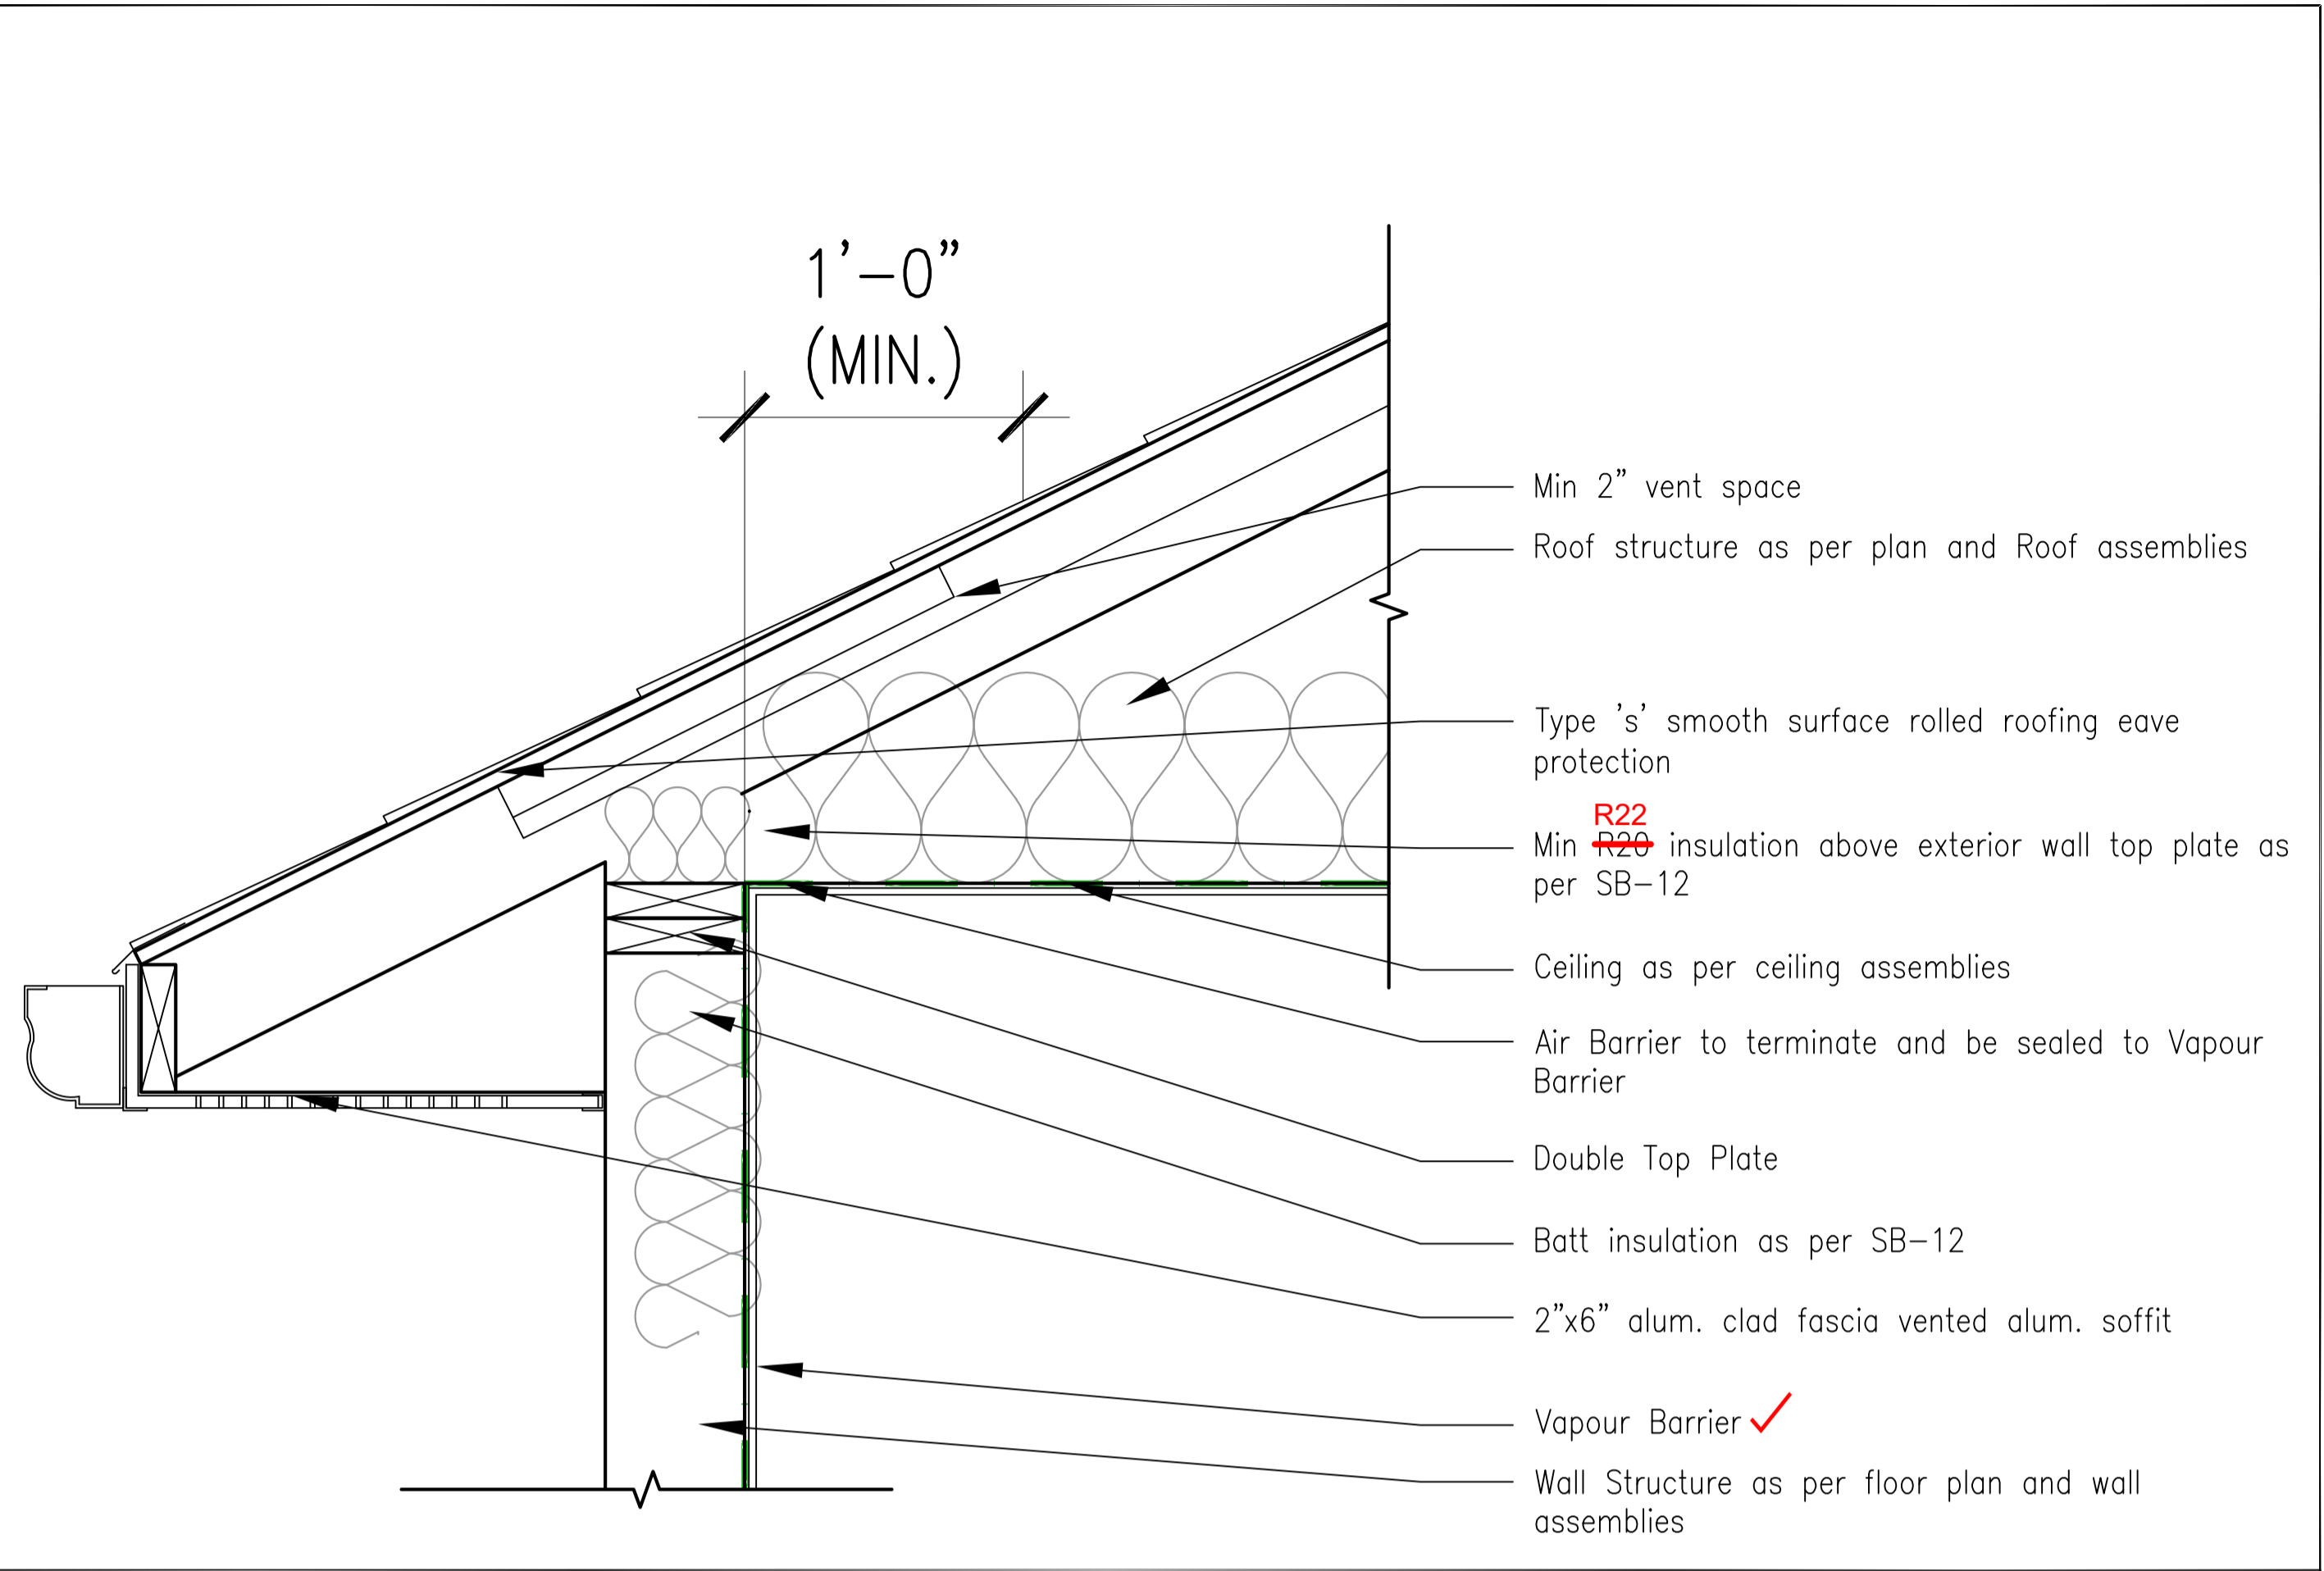 1'-0"
(MIN.)
Min 2" vent space
Roof structure as per plan and Roof assemblies
Type 's' smooth surface rolled roofing eave
protection
R22
Min R20 insulation above exterior wall top plate as
per SB-12
Ceiling as per ceiling assemblies
Air Barrier to terminate and be sealed to Vapour
Barrier
Double Top Plate
Batt insulation as per SB-12
2"x6" alum. clad fascia vented alum. soffit
Vapour Barrier
Wall Structure as per floor plan and wall
assemblies